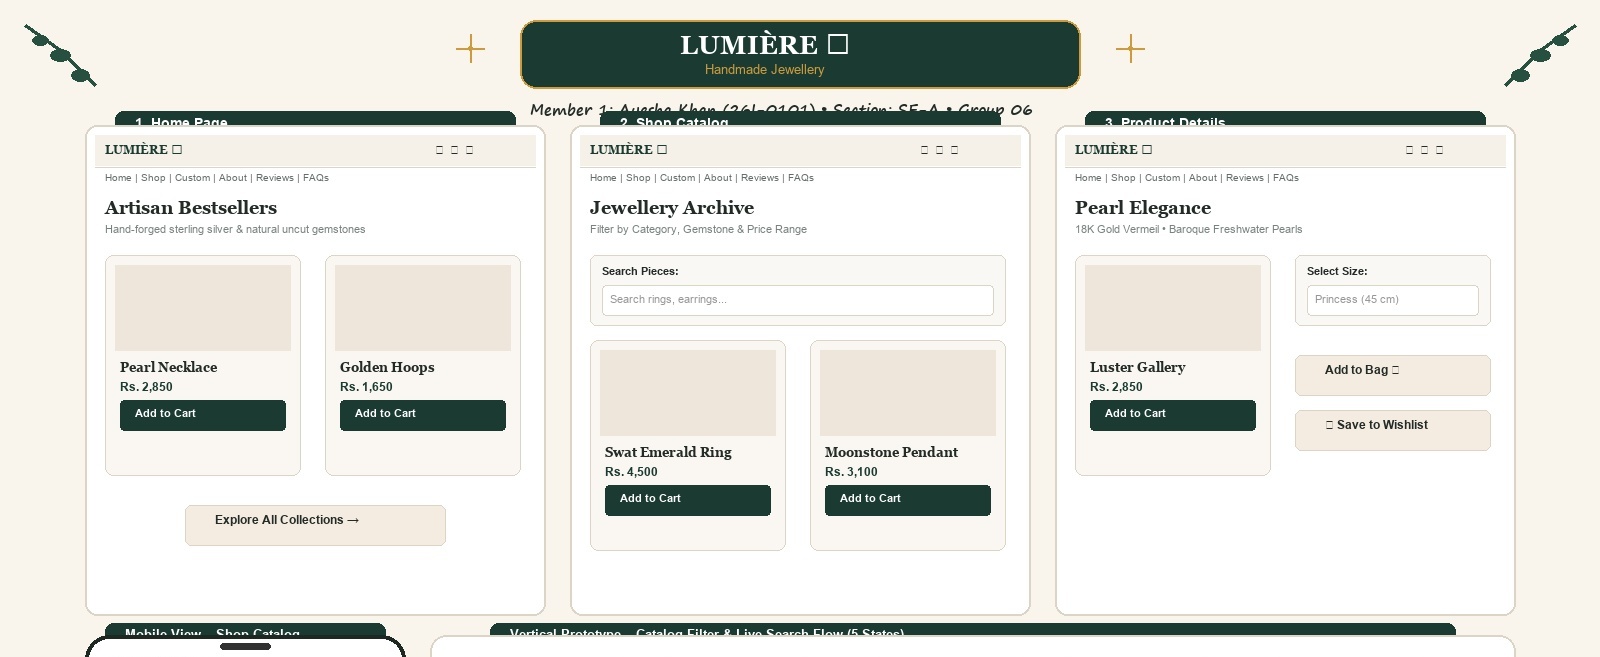 LUMIÈRE □
Handmade Jewellery
Member 1: Ayesha Khan (26L-0101) • Section: SE-A • Group 06
1. Home Page
LUMIÈRE □ □ □ □
Home | Shop | Custom | About | Reviews | FAQs
Artisan Bestsellers
Hand-forged sterling silver & natural uncut gemstones
Pearl Necklace
Rs. 2,850
Add to Cart
Golden Hoops
Rs. 1,650
Add to Cart
Explore All Collections →
2. Shop Catalog
LUMIÈRE □ □ □ □
Home | Shop | Custom | About | Reviews | FAQs
Jewellery Archive
Filter by Category, Gemstone & Price Range
Search Pieces:
Search rings, earrings...
Swat Emerald Ring
Rs. 4,500
Add to Cart
Moonstone Pendant
Rs. 3,100
Add to Cart
3. Product Details
LUMIÈRE □ □ □ □
Home | Shop | Custom | About | Reviews | FAQs
Pearl Elegance
18K Gold Vermeil • Baroque Freshwater Pearls
Luster Gallery
Rs. 2,850
Add to Cart
Select Size:
Princess (45 cm)
Add to Bag □
□ Save to Wishlist
Mobile View – Shop Catalog
Vertical Prototype – Catalog Filter & Live Search Flow (5 States)